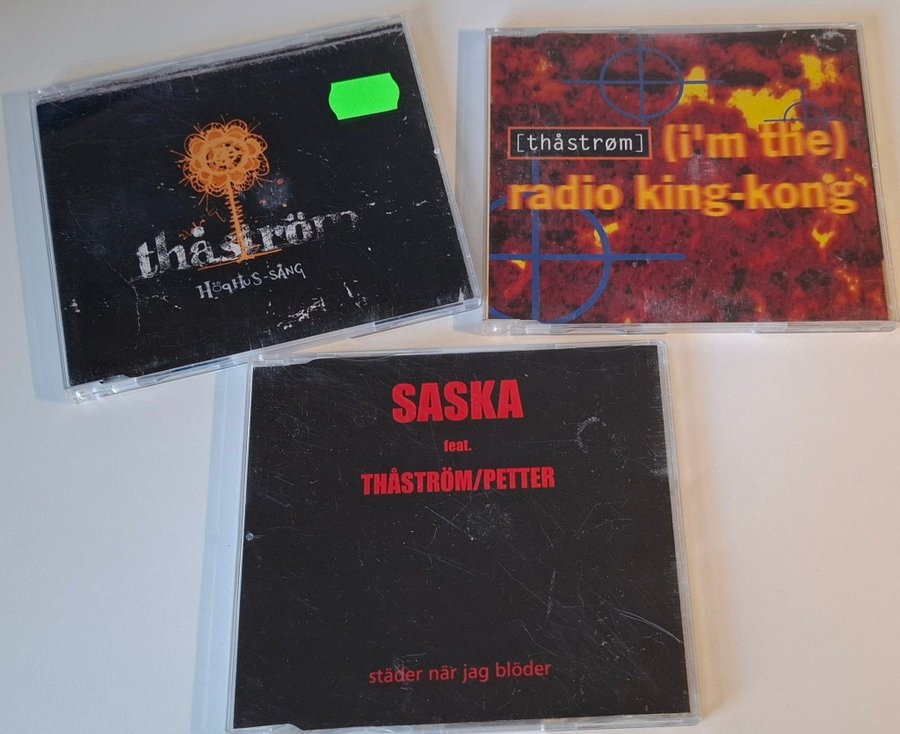 thåström
HögHuS-SÅNg
[thåstrøm] (i'm the)
radio king-kong
SASKA
feat.
THÅSTRÖM/PETTER
städer när jag blöder